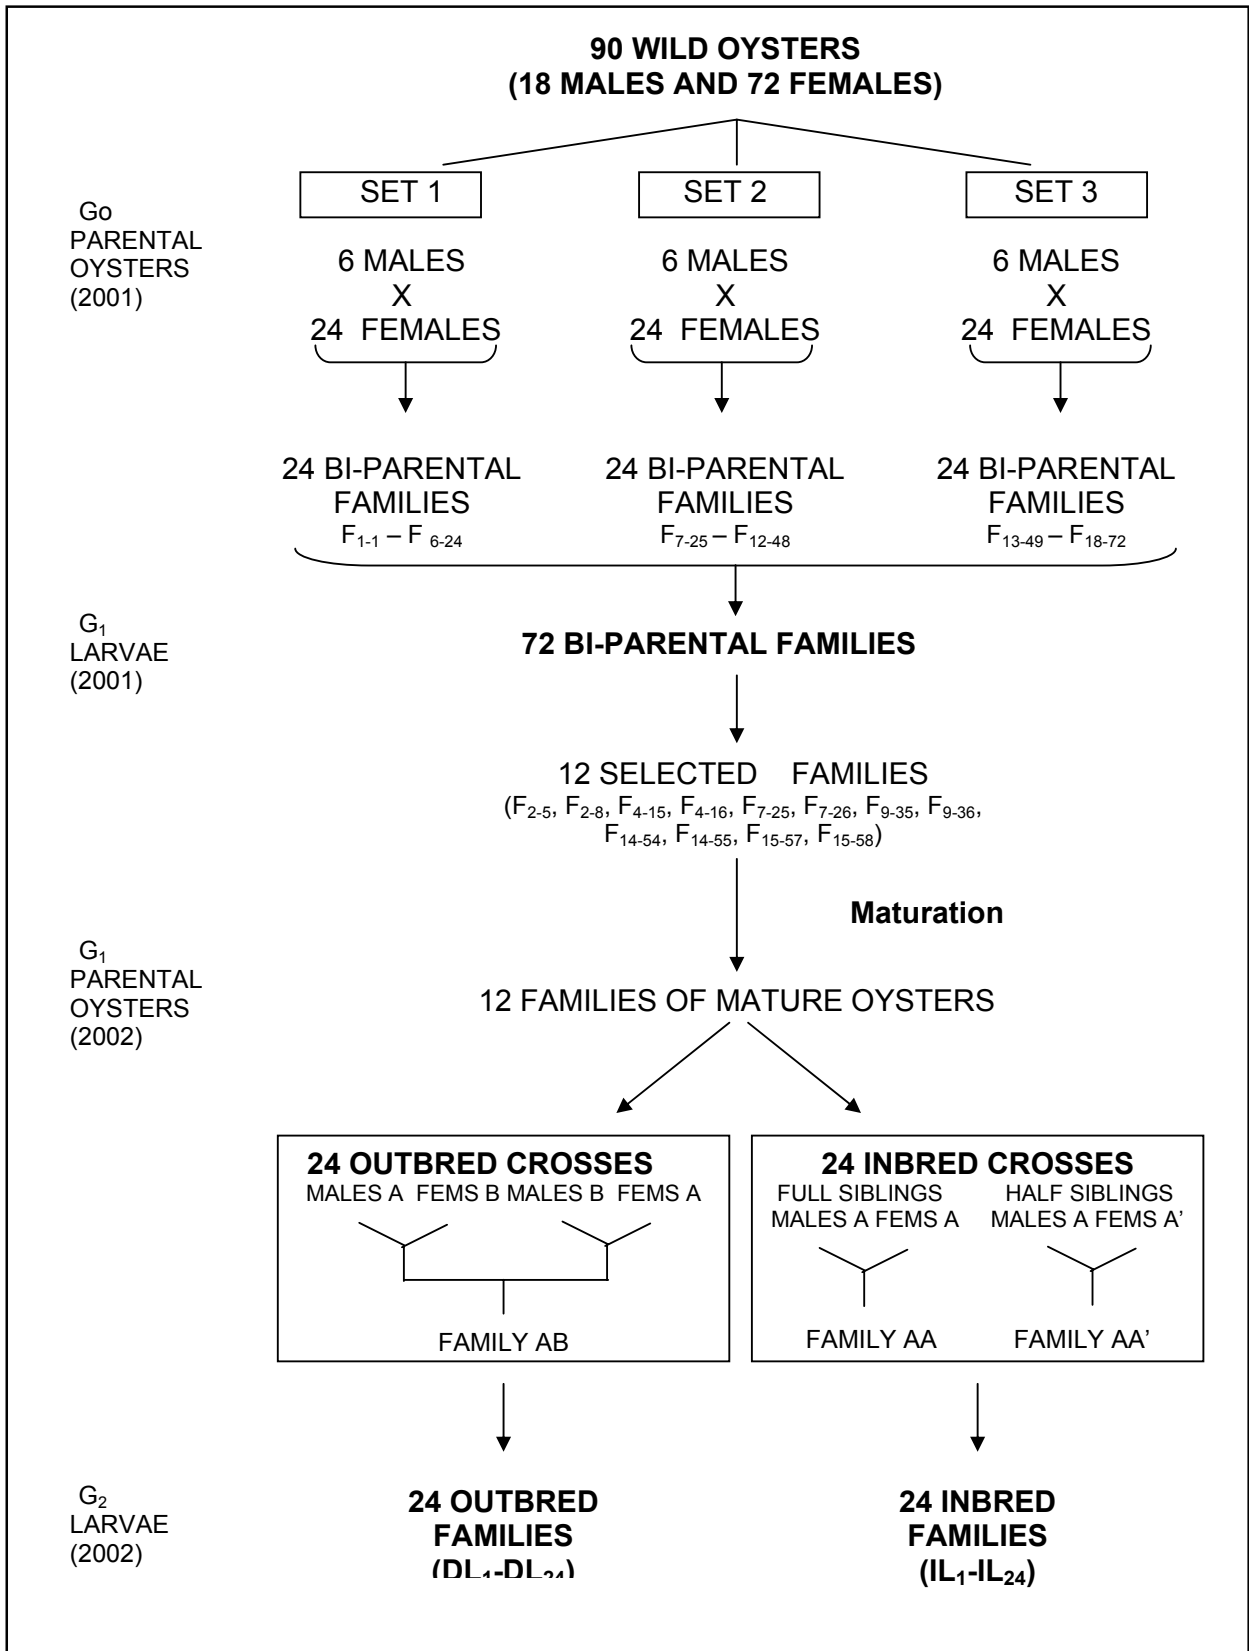 90 WILD OYSTERS
(18 MALES AND 72 FEMALES)
SET 1 SET 2 SET 3
Go
PARENTAL
OYSTERS
(2001)
6 MALES 6 MALES 6 MALES
X X X
24 FEMALES 24 FEMALES 24 FEMALES
24 BI-PARENTAL 24 BI-PARENTAL 24 BI-PARENTAL
FAMILIES FAMILIES FAMILIES
F1-1 – F 6-24 F7-25 – F12-48 F13-49 – F18-72
G1
LARVAE
(2001)
72 BI-PARENTAL FAMILIES
12 SELECTED FAMILIES
(F2-5, F2-8, F4-15, F4-16, F7-25, F7-26, F9-35, F9-36,
F14-54, F14-55, F15-57, F15-58)
Maturation
G1
PARENTAL
OYSTERS
(2002)
12 FAMILIES OF MATURE OYSTERS
24 OUTBRED CROSSES
MALES A FEMS B MALES B FEMS A
FAMILY AB
24 INBRED CROSSES
FULL SIBLINGS HALF SIBLINGS
MALES A FEMS A MALES A FEMS A'
FAMILY AA FAMILY AA'
G2
LARVAE
(2002)
24 OUTBRED
FAMILIES
(DL1-DL24)
24 INBRED
FAMILIES
(IL1-IL24)